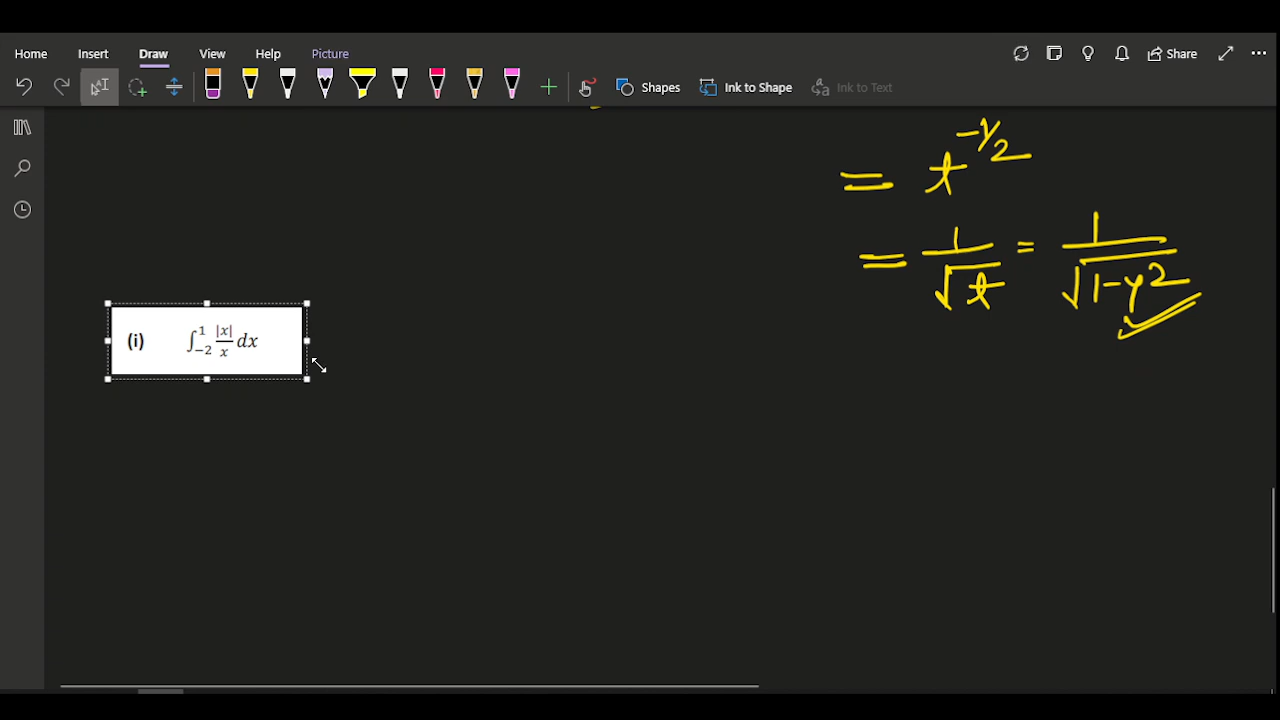 Home Insert Draw View Help Picture
Share
Shapes Ink to Shape Ink to Text
= t^{-1/2}
= 1/√t = 1/√(1-y²)
(i) ∫_{-2}^{1} |x|/x dx